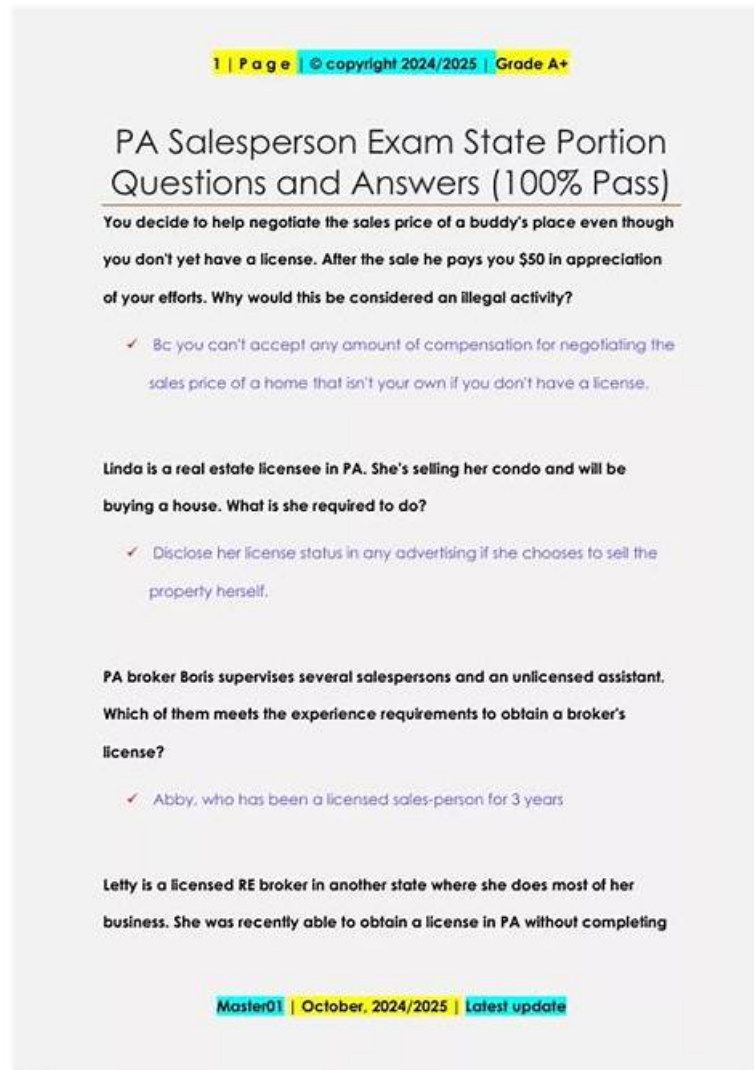 1 | P a g e | © copyright 2024/2025 | Grade A+
PA Salesperson Exam State Portion
Questions and Answers (100% Pass)
You decide to help negotiate the sales price of a buddy's place even though
you don't yet have a license. After the sale he pays you $50 in appreciation
of your efforts. Why would this be considered an illegal activity?
✓ Bc you can't accept any amount of compensation for negotiating the
sales price of a home that isn't your own if you don't have a license.
Linda is a real estate licensee in PA. She's selling her condo and will be
buying a house. What is she required to do?
✓ Disclose her license status in any advertising if she chooses to sell the
property herself.
PA broker Boris supervises several salespersons and an unlicensed assistant.
Which of them meets the experience requirements to obtain a broker's
license?
✓ Abby, who has been a licensed sales-person for 3 years
Letty is a licensed RE broker in another state where she does most of her
business. She was recently able to obtain a license in PA without completing
Master01 | October, 2024/2025 | Latest update